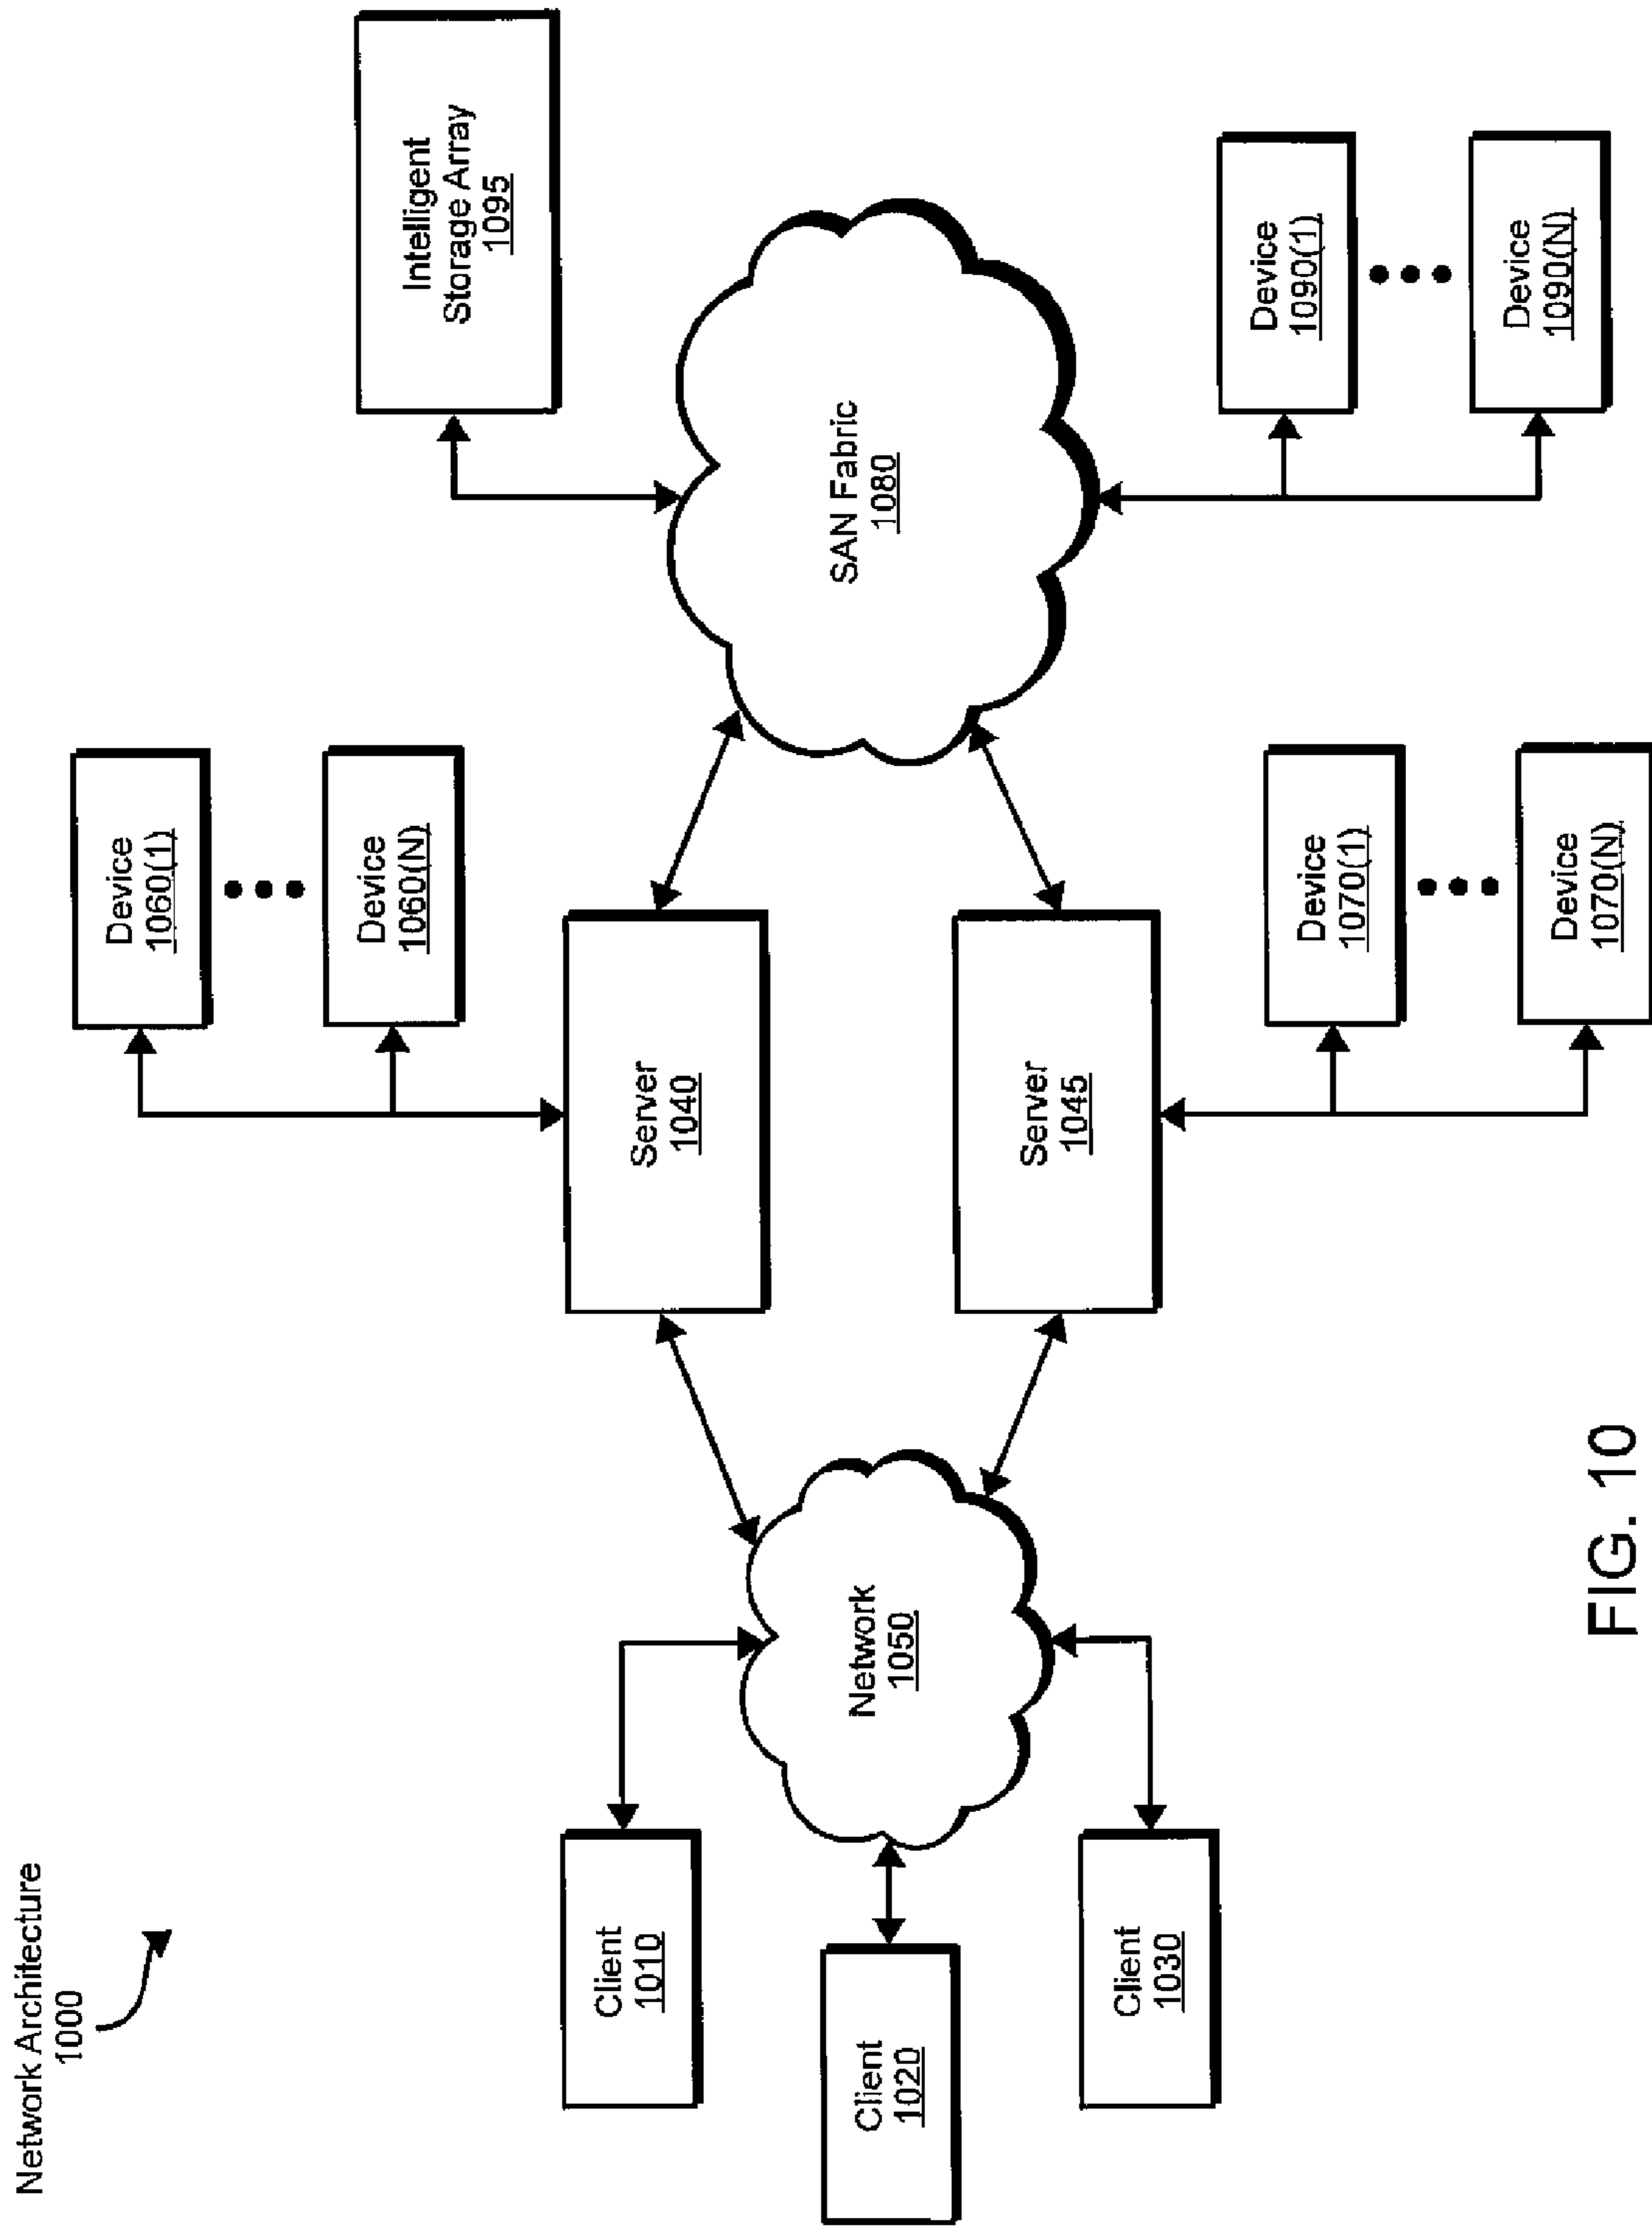 Network Architecture
1000
Client
1010
Client
1020
Client
1030
Network
1050
Device
1060(1)
Device
1060(N)
Server
1040
Server
1045
Device
1070(1)
Device
1070(N)
SAN Fabric
1080
Intelligent
Storage Array
1095
Device
1090(1)
Device
1090(N)
FIG. 10